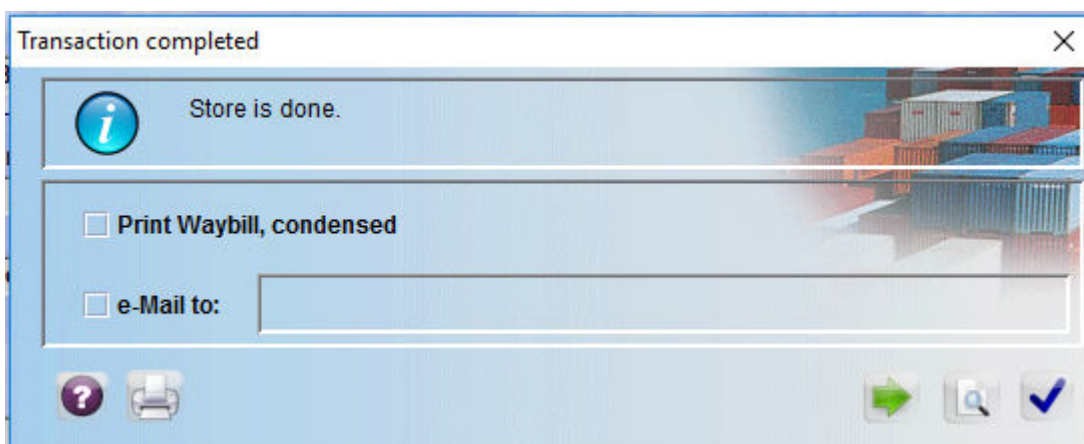 Transaction completed
Store is done.
Print Waybill, condensed
e-Mail to: